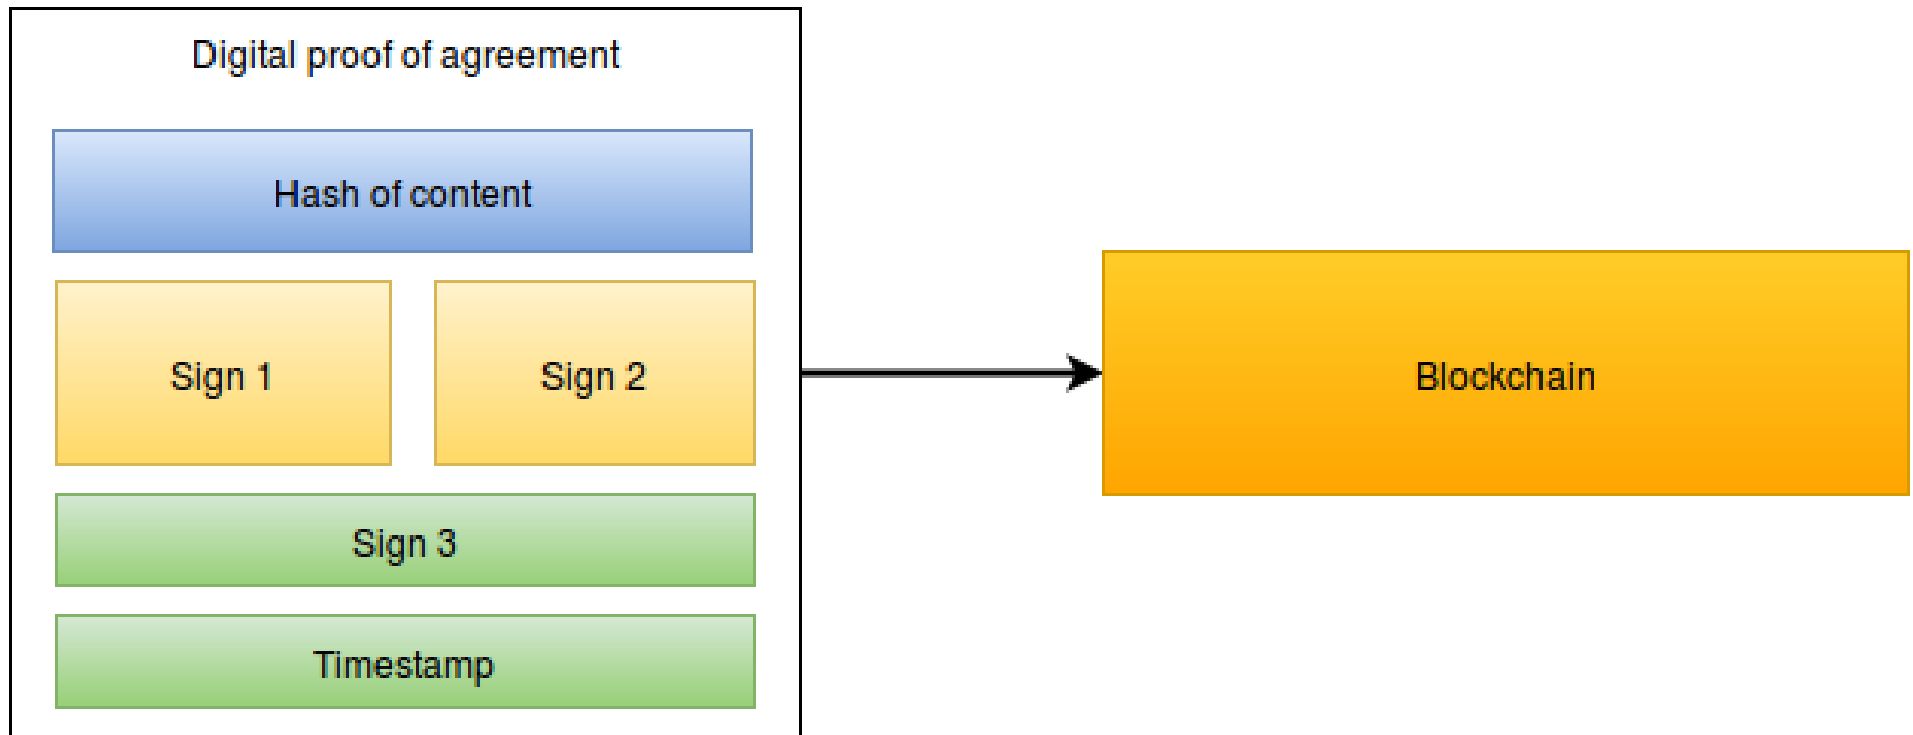 Digital proof of agreement
Hash of content
Sign 1
Sign 2
Sign 3
Timestamp
Blockchain